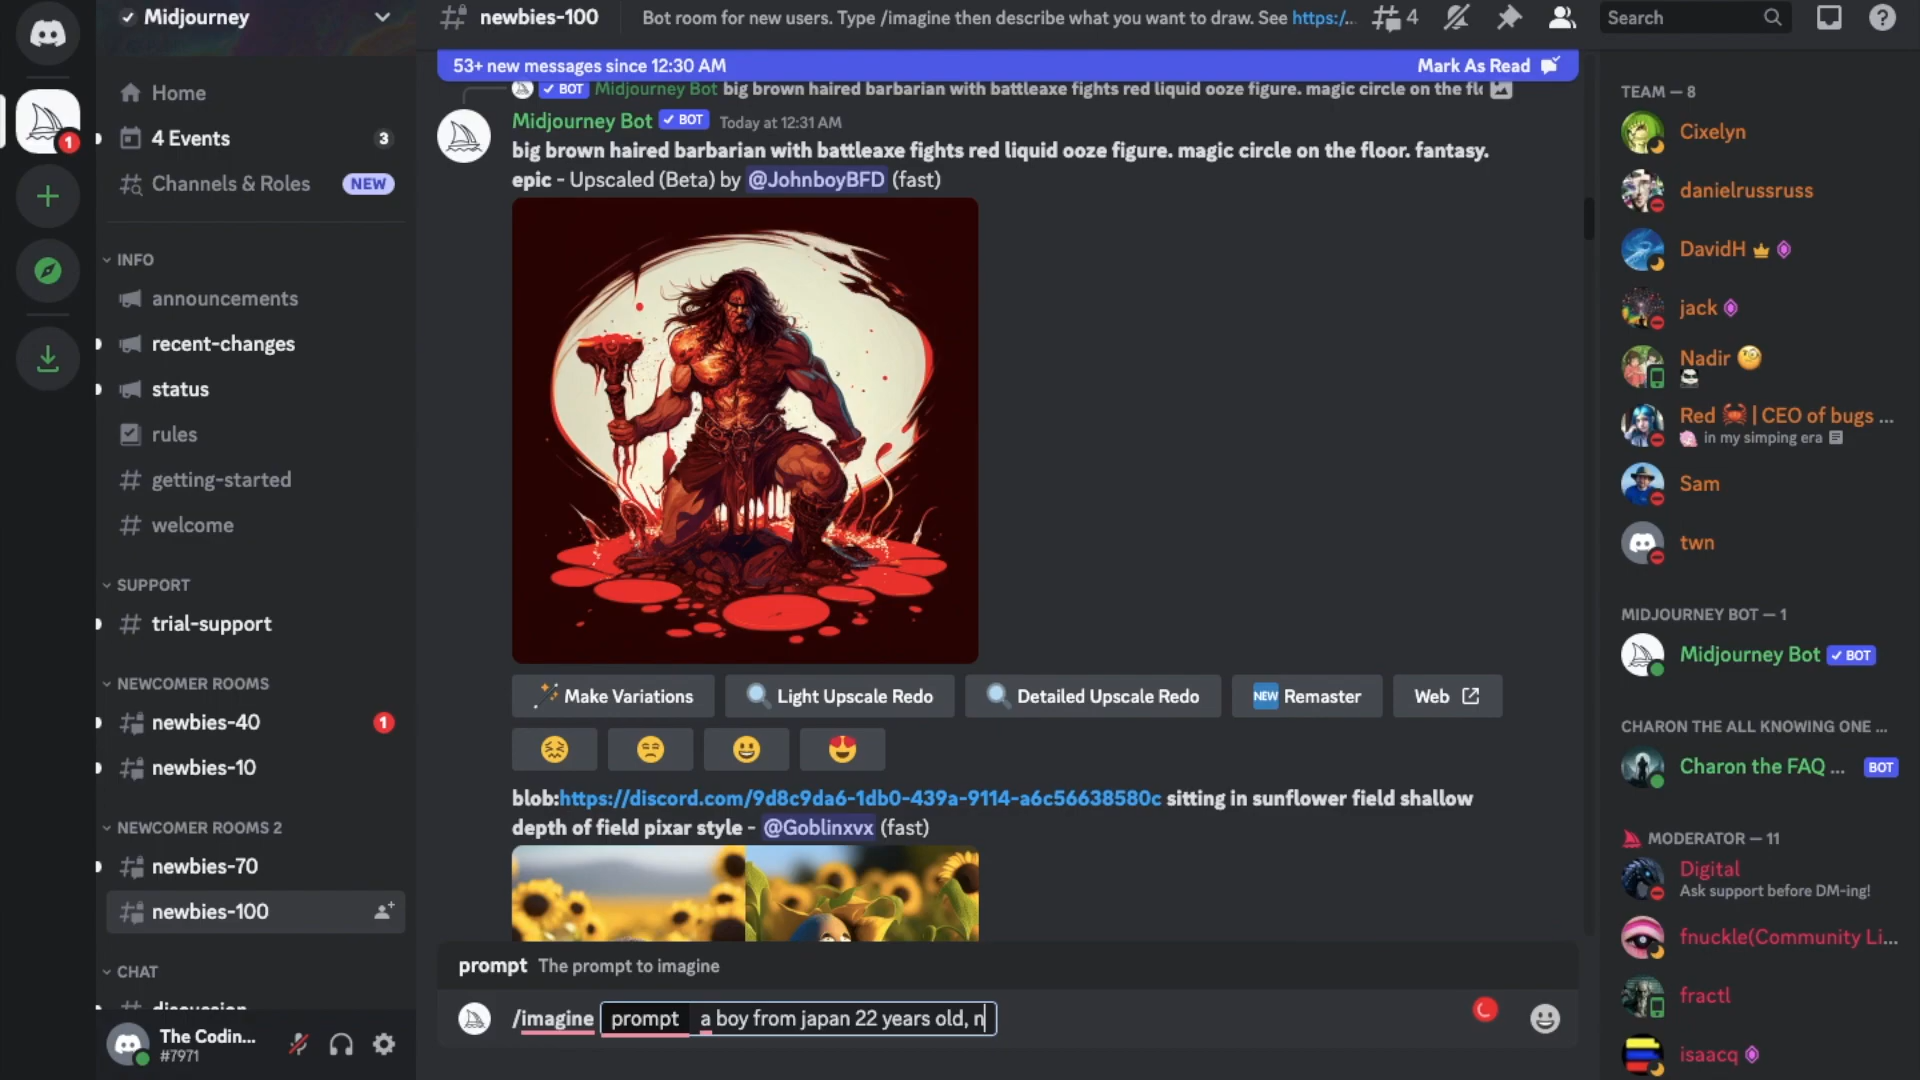 Midjourney
1
Home
4 Events
3
Channels & Roles NEW
INFO
announcements
recent-changes
status
rules
getting-started
welcome
SUPPORT
trial-support
NEWCOMER ROOMS
newbies-40
1
newbies-10
NEWCOMER ROOMS 2
newbies-70
newbies-100
CHAT
discussion
The Codin...
#7971
newbies-100
Bot room for new users. Type /imagine then describe what you want to draw. See https:/...
4
Search
53+ new messages since 12:30 AM
Mark As Read
BOT Midjourney Bot big brown haired barbarian with battleaxe fights red liquid ooze figure. magic circle on the flo
Midjourney Bot BOT Today at 12:31 AM
big brown haired barbarian with battleaxe fights red liquid ooze figure. magic circle on the floor. fantasy.
epic - Upscaled (Beta) by @JohnboyBFD (fast)
Make Variations
Light Upscale Redo
Detailed Upscale Redo
NEW Remaster
Web
blob:https://discord.com/9d8c9da6-1db0-439a-9114-a6c56638580c sitting in sunflower field shallow
depth of field pixar style - @Goblinxvx (fast)
prompt The prompt to imagine
/imagine prompt a boy from japan 22 years old, n
TEAM — 8
Cixelyn
danielrussruss
DavidH
jack
Nadir
Red | CEO of bugs ...
in my simping era
Sam
twn
MIDJOURNEY BOT — 1
Midjourney Bot BOT
CHARON THE ALL KNOWING ONE ...
Charon the FAQ ... BOT
MODERATOR — 11
Digital
Ask support before DM-ing!
fnuckle(Community Li...
fractl
isaacq